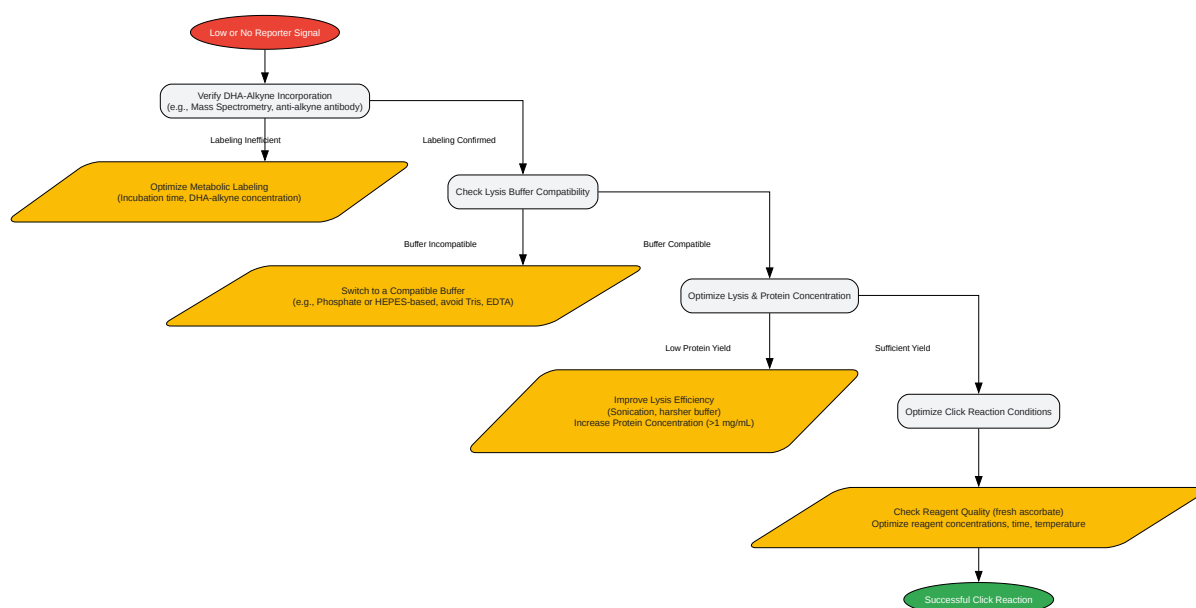 Low or No Reporter Signal
Verify DHA-Alkyne Incorporation
(e.g., Mass Spectrometry, anti-alkyne antibody)
Labeling Inefficient
Labeling Confirmed
Optimize Metabolic Labeling
(Incubation time, DHA-alkyne concentration)
Check Lysis Buffer Compatibility
Buffer Incompatible
Buffer Compatible
Switch to a Compatible Buffer
(e.g., Phosphate or HEPES-based, avoid Tris, EDTA)
Optimize Lysis & Protein Concentration
Low Protein Yield
Sufficient Yield
Improve Lysis Efficiency
(Sonication, harsher buffer)
Increase Protein Concentration (>1 mg/mL)
Optimize Click Reaction Conditions
Check Reagent Quality (fresh ascorbate)
Optimize reagent concentrations, time, temperature
Successful Click Reaction